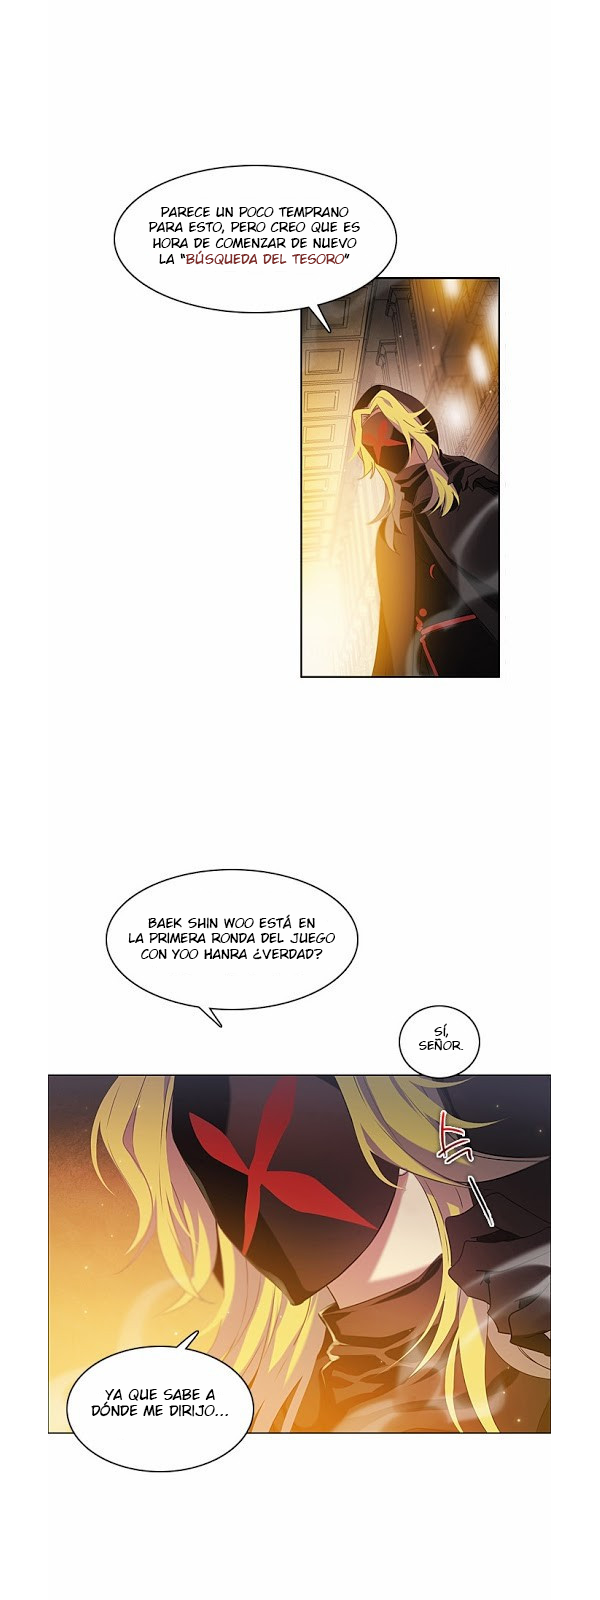 PARECE UN POCO TEMPRANO
PARA ESTO, PERO CREO QUE ES
HORA DE COMENZAR DE NUEVO
LA "BÚSQUEDA DEL TESORO"
BAEK SHIN WOO ESTÁ EN
LA PRIMERA RONDA DEL JUEGO
CON YOO HANRA ¿VERDAD?
SÍ,
SEÑOR.
YA QUE SABE A
DÓNDE ME DIRIJO...